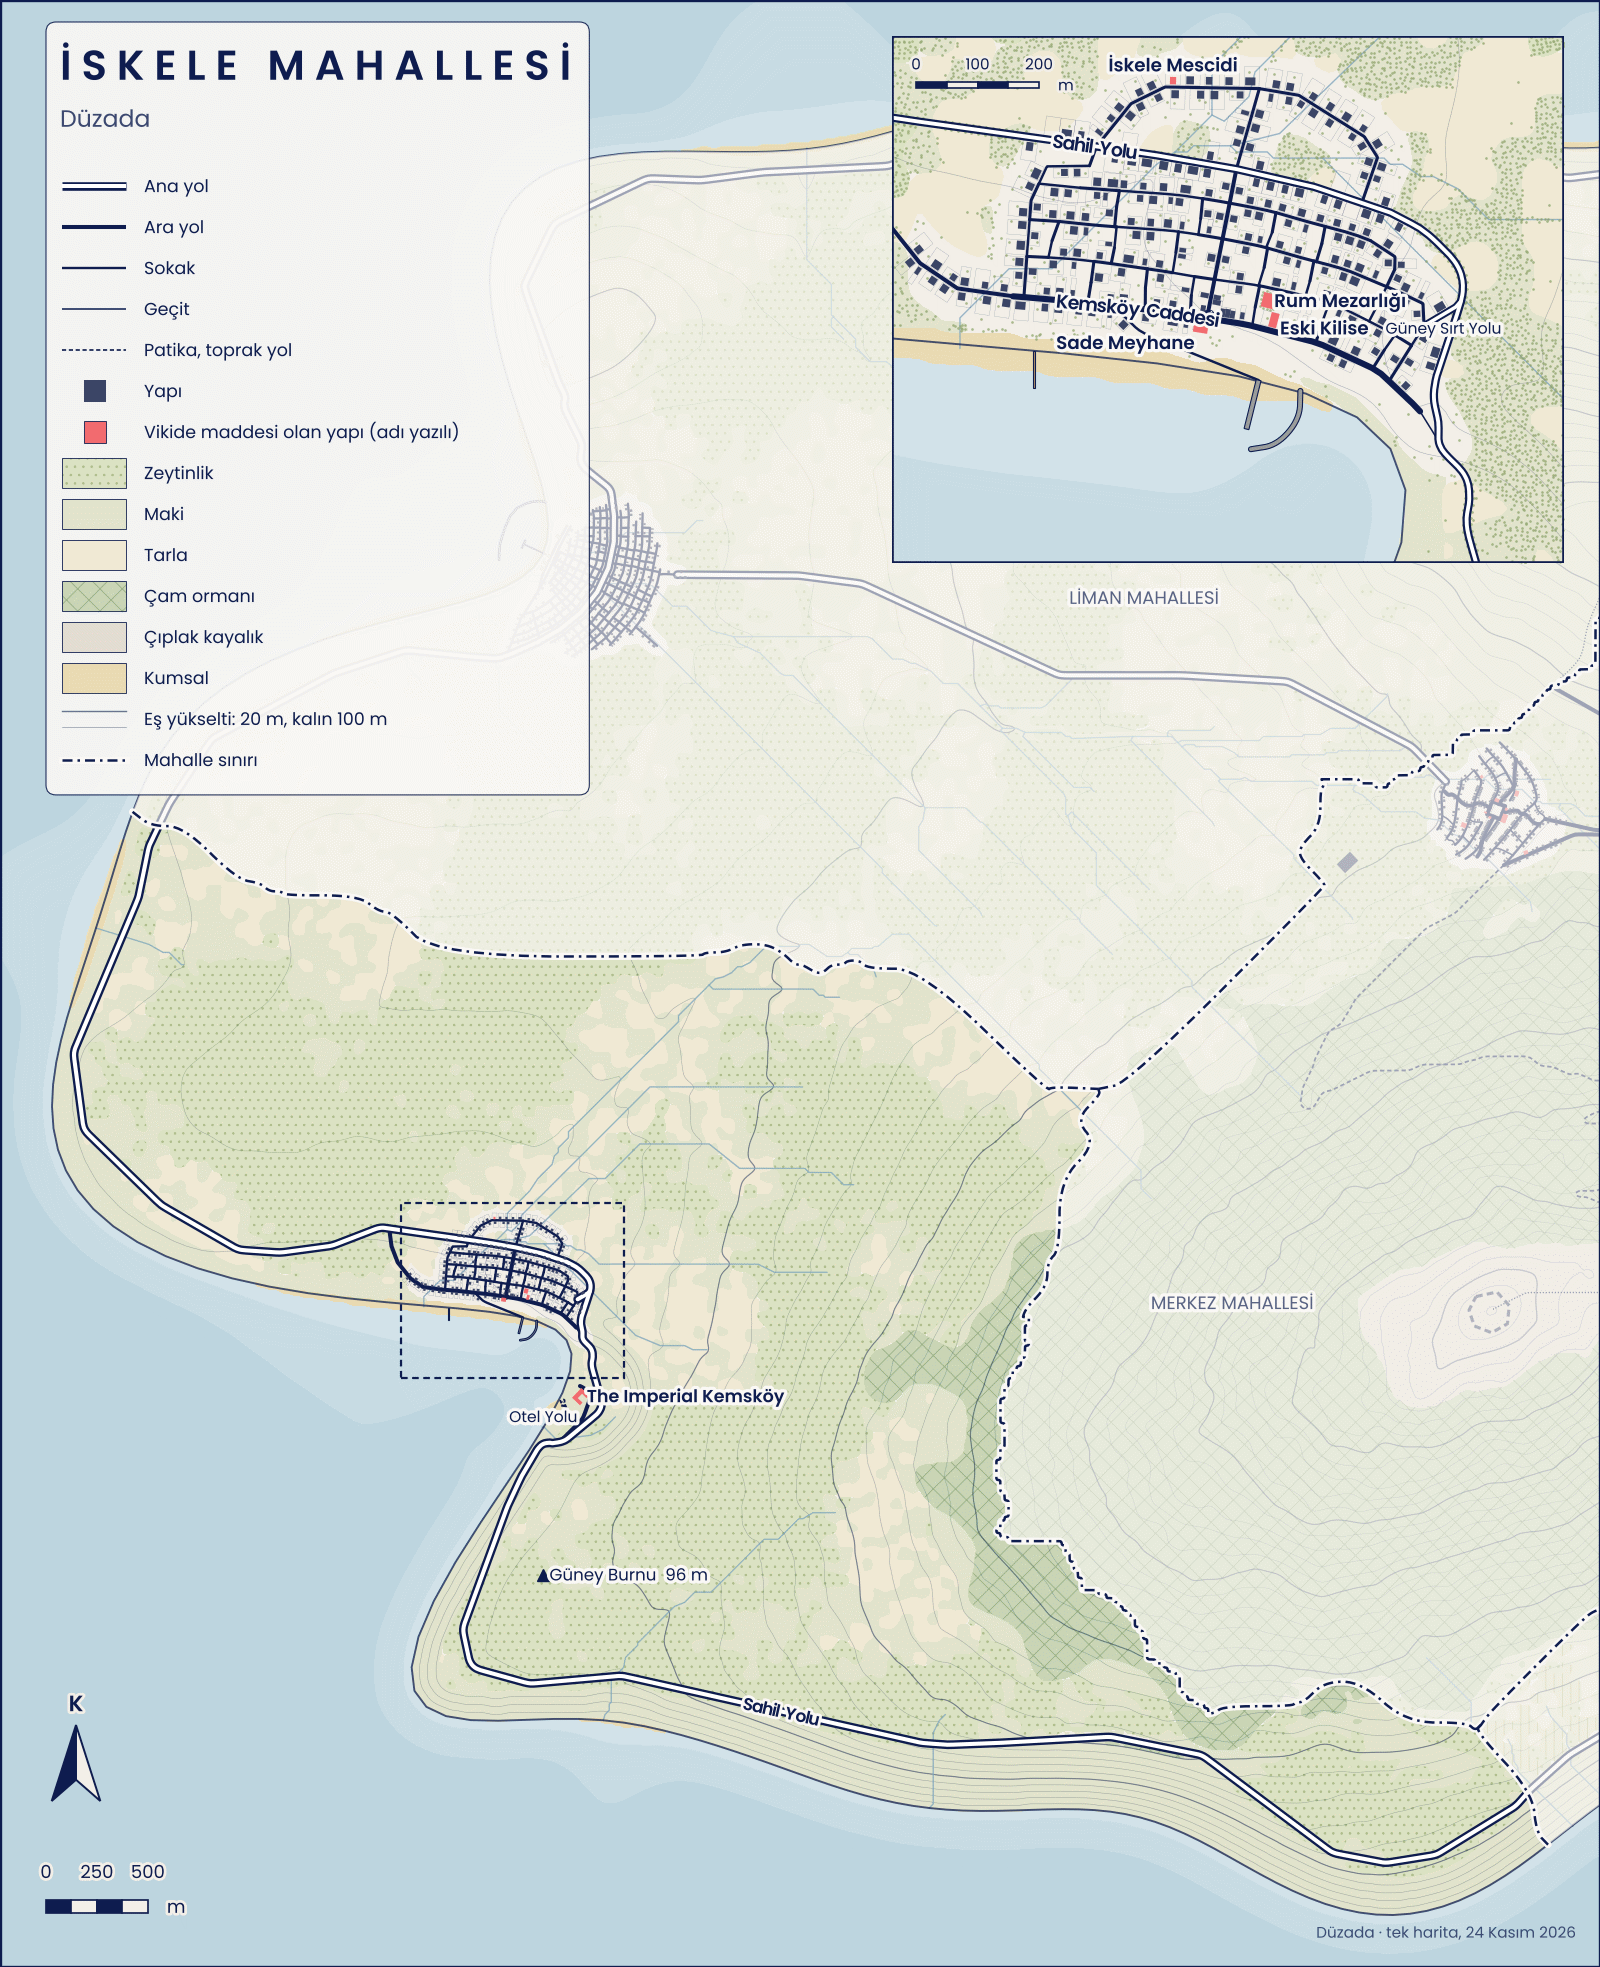 İSKELE MAHALLESİ
Düzada
Ana yol
Ara yol
Sokak
Geçit
Patika, toprak yol
Yapı
Vikide maddesi olan yapı (adı yazılı)
Zeytinlik
Maki
Tarla
Çam ormanı
Çıplak kayalık
Kumsal
Eş yükselti: 20 m, kalın 100 m
Mahalle sınırı
0 100 200
m
İskele Mescidi
Sahil Yolu
Kemsköy Caddesi
Rum Mezarlığı
Eski Kilise
Güney Sırt Yolu
Sade Meyhane
LİMAN MAHALLESİ
MERKEZ MAHALLESİ
The Imperial Kemsköy
Otel Yolu
Güney Burnu 96 m
Sahil Yolu
K
0 250 500
m
Düzada · tek harita, 24 Kasım 2026